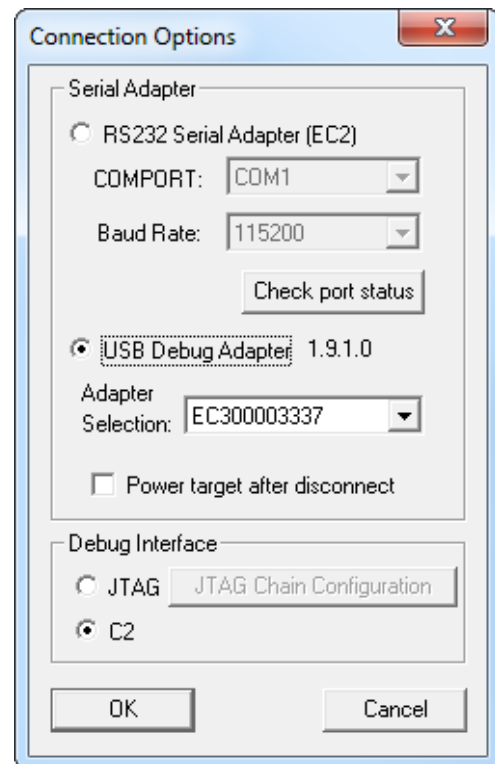 Connection Options
Serial Adapter
RS232 Serial Adapter (EC2)
COMPORT: COM1
Baud Rate: 115200
Check port status
USB Debug Adapter 1.9.1.0
Adapter
Selection: EC300003337
Power target after disconnect
Debug Interface
JTAG JTAG Chain Configuration
C2
OK Cancel